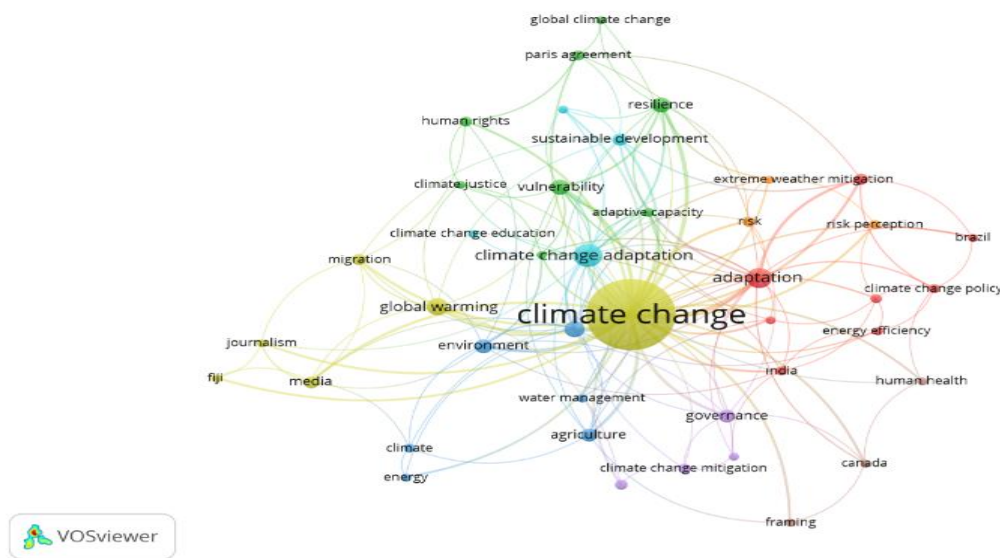 global climate change
paris agreement
resilience
human rights
sustainable development
climate justice
vulnerability
extreme weather
mitigation
adaptive capacity
risk
risk perception
brazil
climate change education
migration
climate change adaptation
adaptation
climate change policy
global warming
climate change
energy efficiency
journalism
environment
india
fiji
media
human health
water management
governance
agriculture
climate
climate change mitigation
canada
energy
framing
VOSviewer